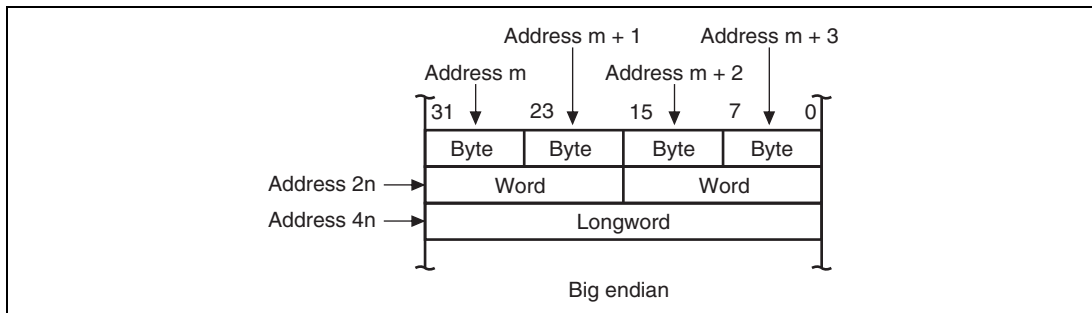 Address m + 1 Address m + 3
Address m Address m + 2
31 23 15 7 0
Byte Byte Byte Byte
Address 2n Word Word
Address 4n Longword
Big endian